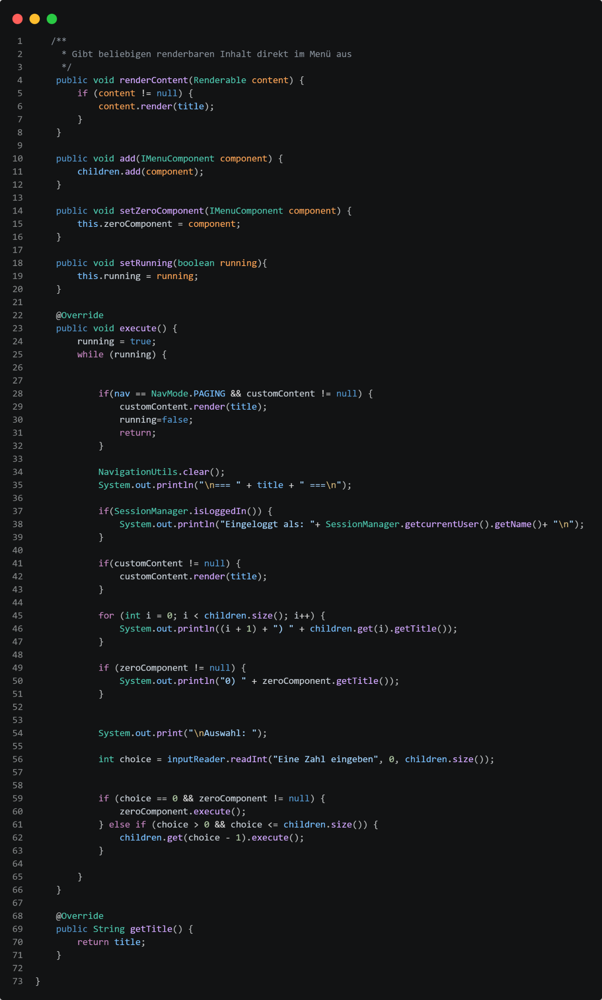 1 /**
2 * Gibt beliebigen renderbaren Inhalt direkt im Menü aus
3 */
4 public void renderContent(Renderable content) {
5 if (content != null) {
6 content.render(title);
7 }
8 }
9
10 public void add(IMenuComponent component) {
11 children.add(component);
12 }
13
14 public void setZeroComponent(IMenuComponent component) {
15 this.zeroComponent = component;
16 }
17
18 public void setRunning(boolean running){
19 this.running = running;
20 }
21
22 @Override
23 public void execute() {
24 running = true;
25 while (running) {
26
27
28 if(nav == NavMode.PAGING && customContent != null) {
29 customContent.render(title);
30 running=false;
31 return;
32 }
33
34 NavigationUtils.clear();
35 System.out.println("\n=== " + title + " ===\n");
36
37 if(SessionManager.isLoggedIn()) {
38 System.out.println("Eingeloggt als: "+ SessionManager.getcurrentUser().getName()+ "\n");
39 }
40
41 if(customContent != null) {
42 customContent.render(title);
43 }
44
45 for (int i = 0; i < children.size(); i++) {
46 System.out.println((i + 1) + ") " + children.get(i).getTitle());
47 }
48
49 if (zeroComponent != null) {
50 System.out.println("0) " + zeroComponent.getTitle());
51 }
52
53
54 System.out.print("\nAuswahl: ");
55
56 int choice = inputReader.readInt("Eine Zahl eingeben", 0, children.size());
57
58
59 if (choice == 0 && zeroComponent != null) {
60 zeroComponent.execute();
61 } else if (choice > 0 && choice <= children.size()) {
62 children.get(choice - 1).execute();
63 }
64
65 }
66 }
67
68 @Override
69 public String getTitle() {
70 return title;
71 }
72
73 }